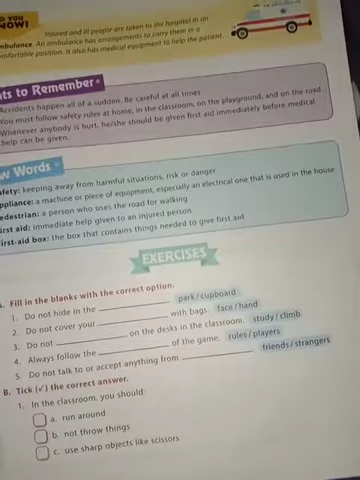 D YOU
NOW!
Injured and ill people are taken to the hospital in an
mbulance. An ambulance has arrangements to carry them in a
mfortable position. It also has medical equipment to help the patient.
ts to Remember
Accidents happen all of a sudden. Be careful at all times
You must follow safety rules at home, in the classroom, on the playground, and on the road.
Whenever anybody is hurt, he/she should be given first aid immediately before medical
help can be given.
w Words
afety: keeping away from harmful situations, risk or danger
ppliance: a machine or piece of equipment, especially an electrical one that is used in the house
edestrian: a person who uses the road for walking
irst aid: immediate help given to an injured person
irst-aid box: the box that contains things needed to give first aid
EXERCISES
A. Fill in the blanks with the correct option.
1. Do not hide in the ____________ park/cupboard
2. Do not cover your ____________ with bags. face/hand
3. Do not ____________ on the desks in the classroom. study/climb
4. Always follow the ____________ of the game. rules/players
5. Do not talk to or accept anything from ____________ friends/strangers
B. Tick (✓) the correct answer.
1. In the classroom, you should:
a. run around
b. not throw things
c. use sharp objects like scissors